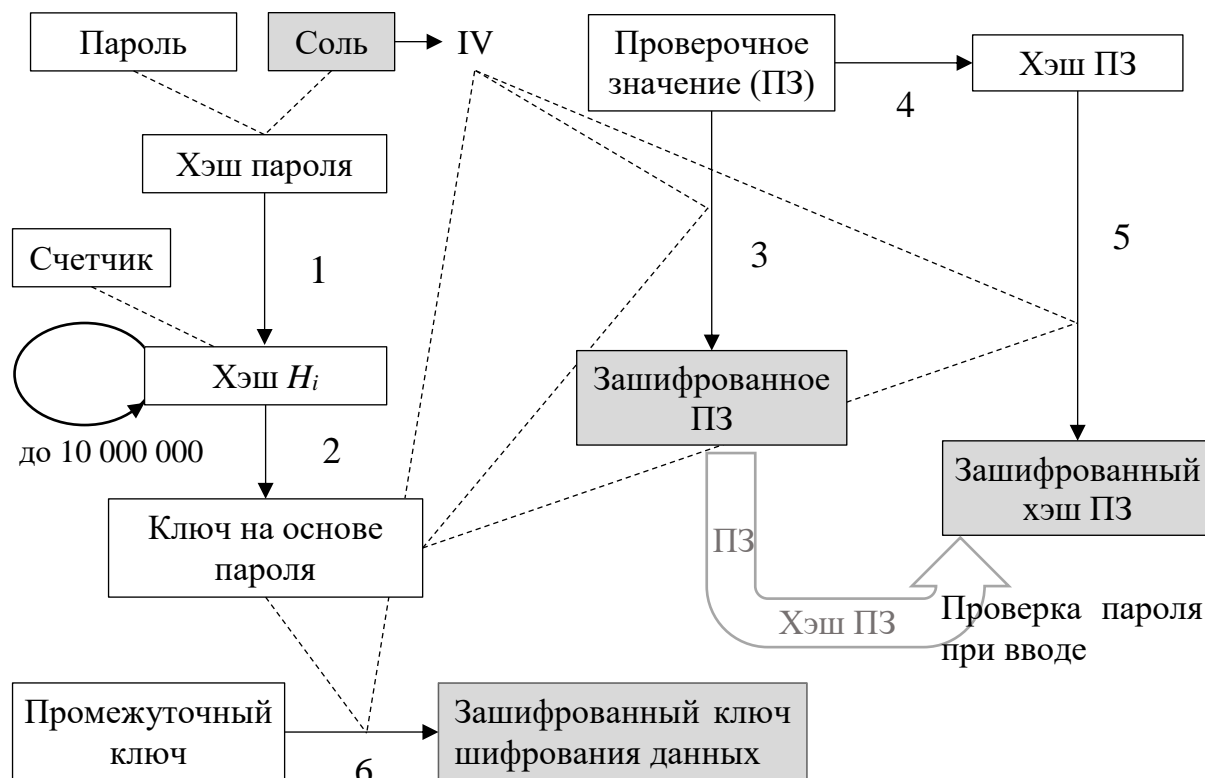 Пароль
Соль
IV
Проверочное
значение (ПЗ)
4
Хэш ПЗ
Хэш пароля
Счетчик
1
3
5
Хэш Hi
до 10 000 000
2
Зашифрованное
ПЗ
Зашифрованный
хэш ПЗ
Ключ на основе
пароля
ПЗ
Хэш ПЗ
Проверка пароля
при вводе
Промежуточный
ключ
6
Зашифрованный ключ
шифрования данных